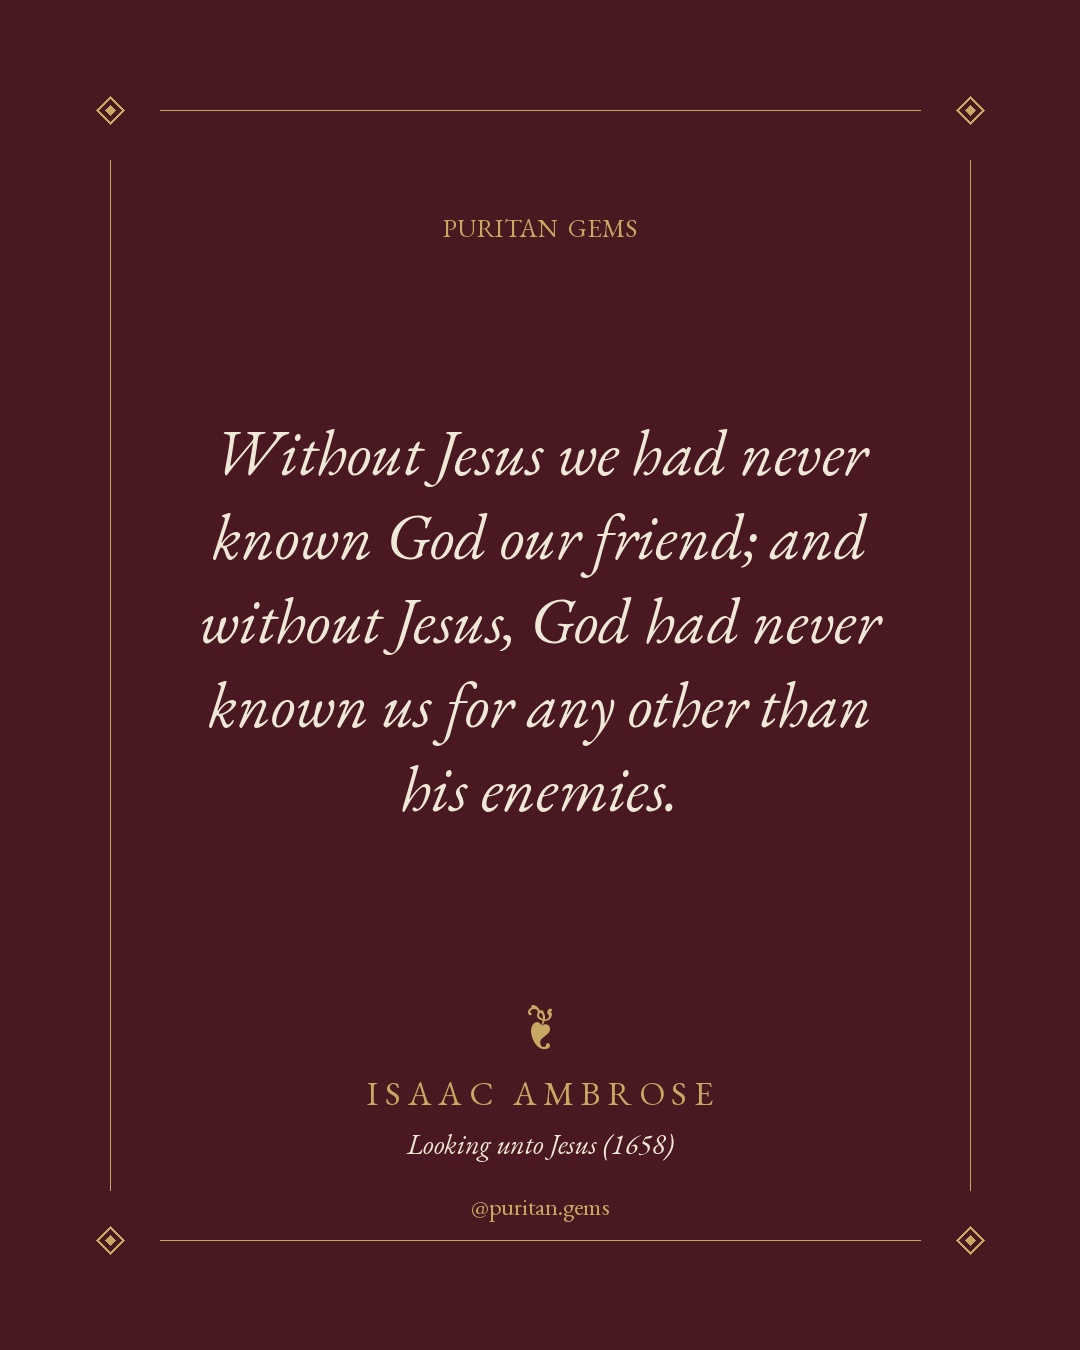 PURITAN GEMS
Without Jesus we had never
known God our friend; and
without Jesus, God had never
known us for any other than
his enemies.
ISAAC AMBROSE
Looking unto Jesus (1658)
@puritan.gems